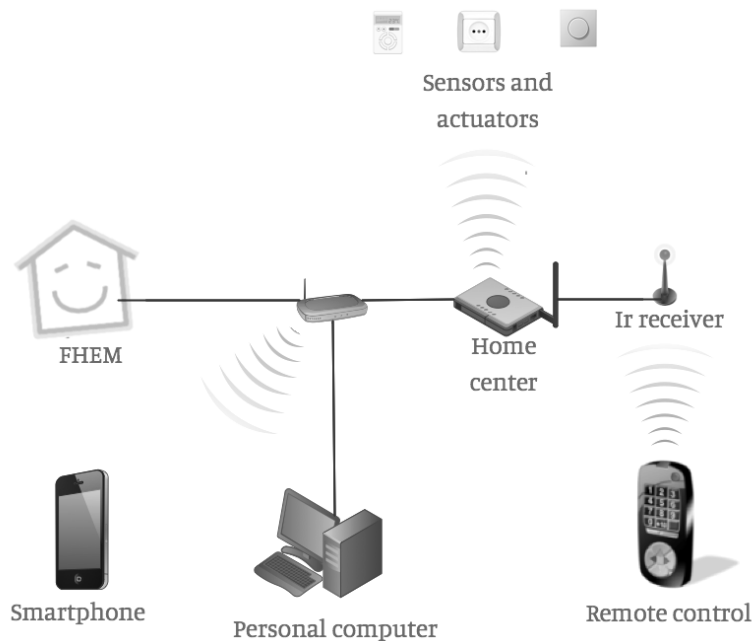 Sensors and
actuators
Ir receiver
Home
center
FHEM
Smartphone
Personal computer
Remote control